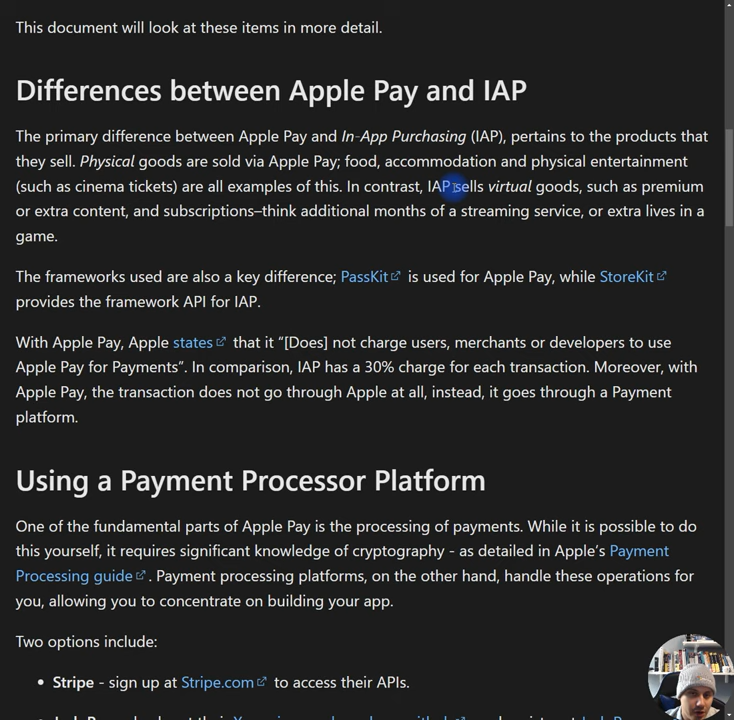 This document will look at these items in more detail.
Differences between Apple Pay and IAP
The primary difference between Apple Pay and In-App Purchasing (IAP), pertains to the products that
they sell. Physical goods are sold via Apple Pay; food, accommodation and physical entertainment
(such as cinema tickets) are all examples of this. In contrast, IAP sells virtual goods, such as premium
or extra content, and subscriptions–think additional months of a streaming service, or extra lives in a
game.
The frameworks used are also a key difference; PassKit is used for Apple Pay, while StoreKit
provides the framework API for IAP.
With Apple Pay, Apple states that it “[Does] not charge users, merchants or developers to use
Apple Pay for Payments”. In comparison, IAP has a 30% charge for each transaction. Moreover, with
Apple Pay, the transaction does not go through Apple at all, instead, it goes through a Payment
platform.
Using a Payment Processor Platform
One of the fundamental parts of Apple Pay is the processing of payments. While it is possible to do
this yourself, it requires significant knowledge of cryptography - as detailed in Apple’s Payment
Processing guide. Payment processing platforms, on the other hand, handle these operations for
you, allowing you to concentrate on building your app.
Two options include:
• Stripe - sign up at Stripe.com to access their APIs.